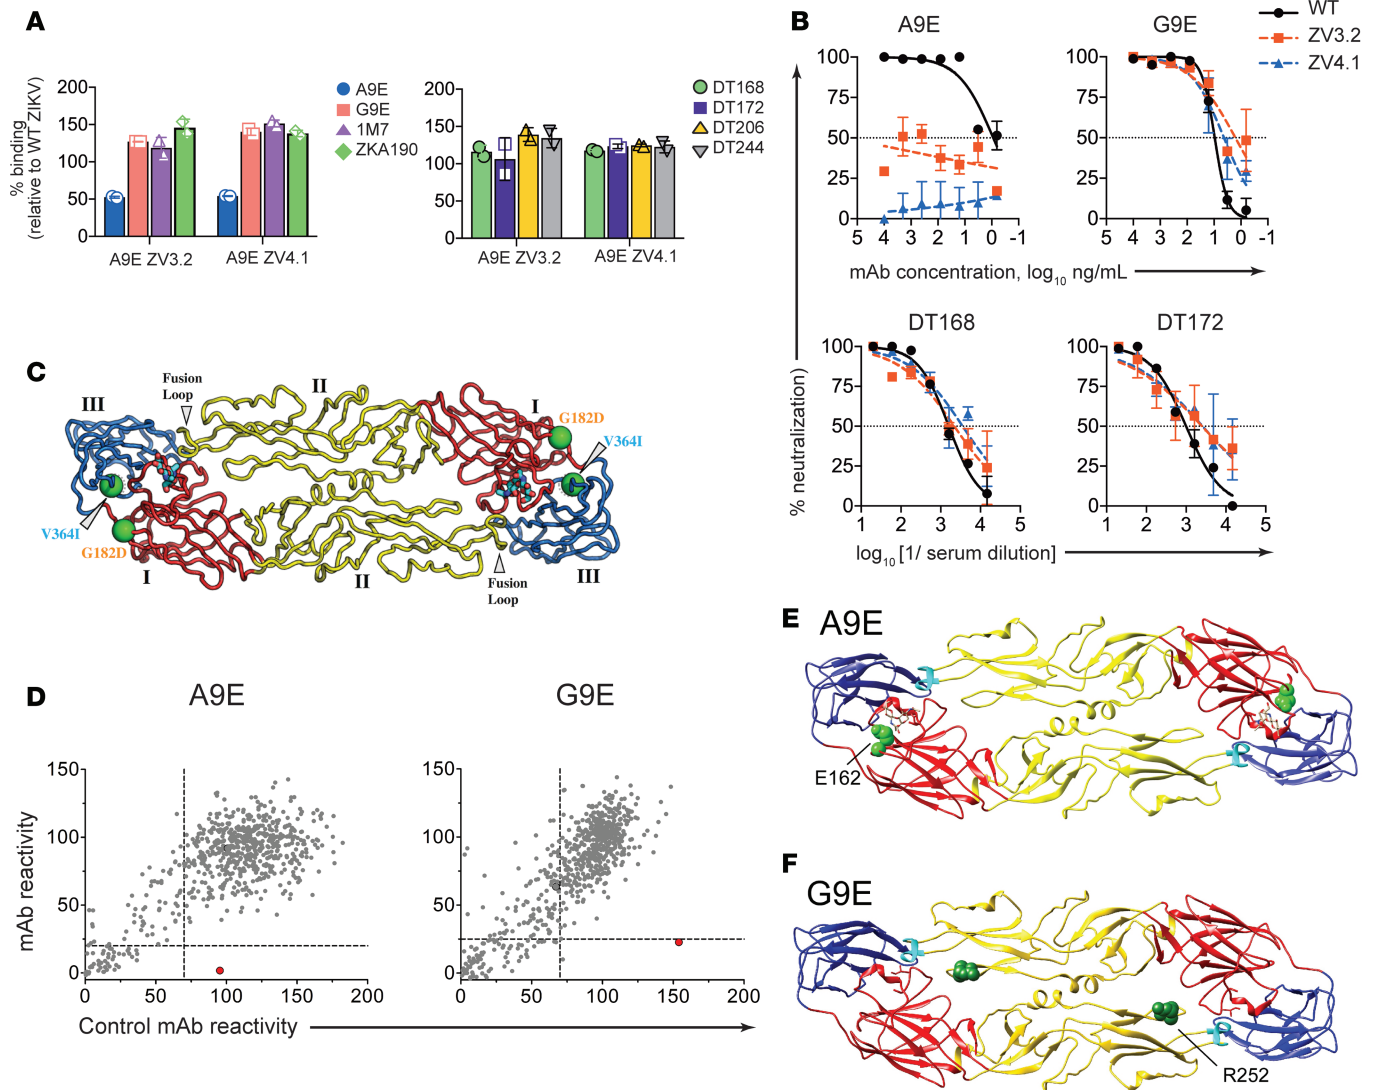 A
% binding
(relative to WT ZIKV)
200
150
100
50
0
A9E ZV3.2
A9E ZV4.1
A9E
G9E
1M7
ZKA190
200
150
100
50
0
A9E ZV3.2
A9E ZV4.1
DT168
DT172
DT206
DT244
B
WT
ZV3.2
ZV4.1
A9E
100
75
50
25
0
5 4 3 2 1 0 -1
G9E
100
75
50
25
0
5 4 3 2 1 0 -1
mAb concentration, log10 ng/mL
% neutralization)
DT168
100
75
50
25
0
1 2 3 4 5
DT172
100
75
50
25
0
1 2 3 4 5
log10 [1/ serum dilution]
C
III
Fusion
Loop
II
I
G182D
V364I
V364I
G182D
I
II
Fusion
Loop
III
D
A9E
mAb reactivity
150
100
50
0
0 50 100 150 200
G9E
150
100
50
0
0 50 100 150 200
Control mAb reactivity
E
A9E
E162
F
G9E
R252